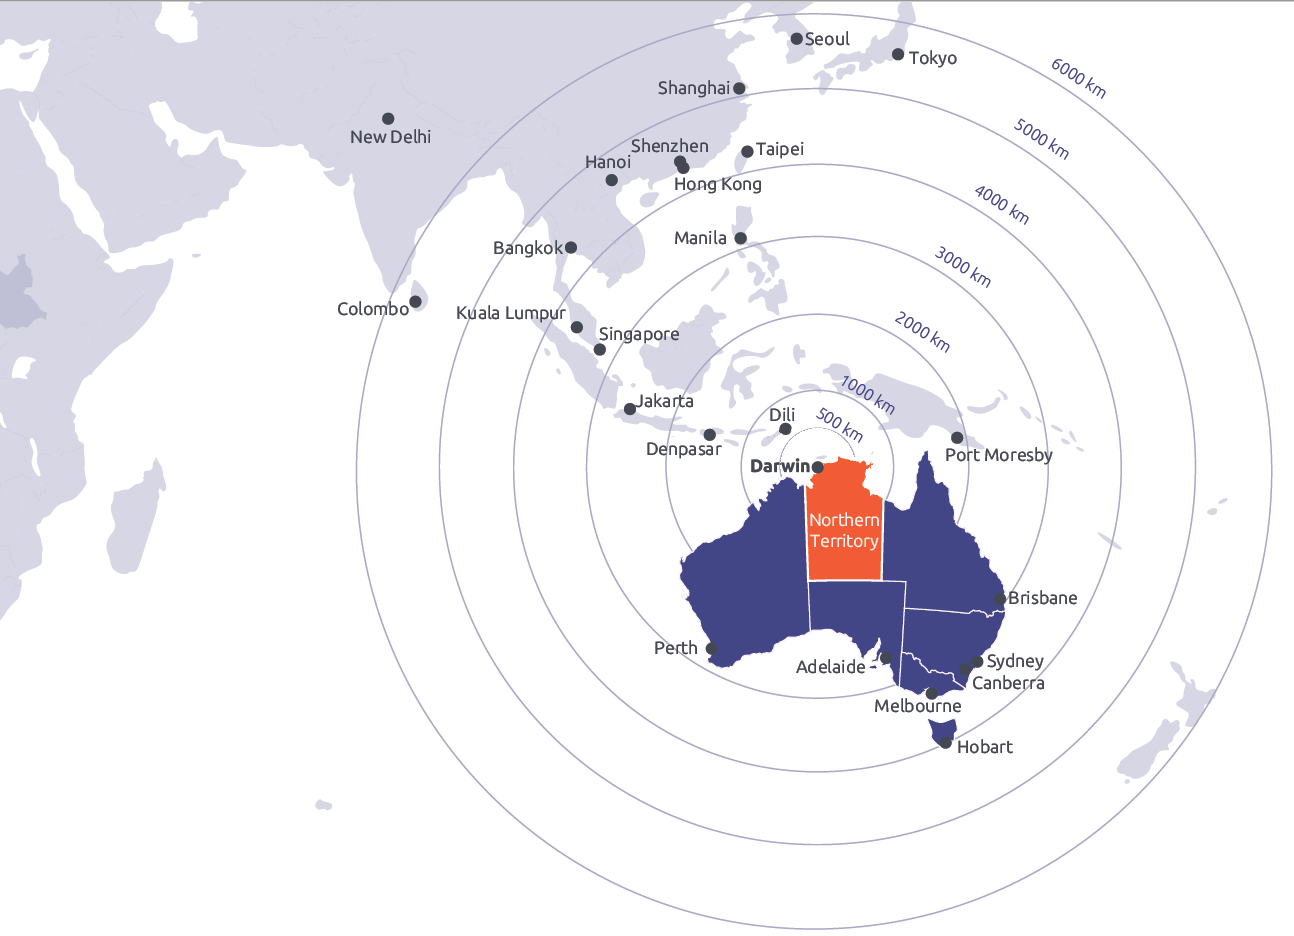 Seoul
Tokyo
6000 km
Shanghai
New Delhi
5000 km
Shenzhen
Taipei
Hanoi
Hong Kong
4000 km
Manila
Bangkok
3000 km
Colombo
Kuala Lumpur
Singapore
2000 km
Jakarta
1000 km
Dili
500 km
Denpasar
Port Moresby
Darwin
Northern
Territory
Brisbane
Perth
Adelaide
Sydney
Canberra
Melbourne
Hobart